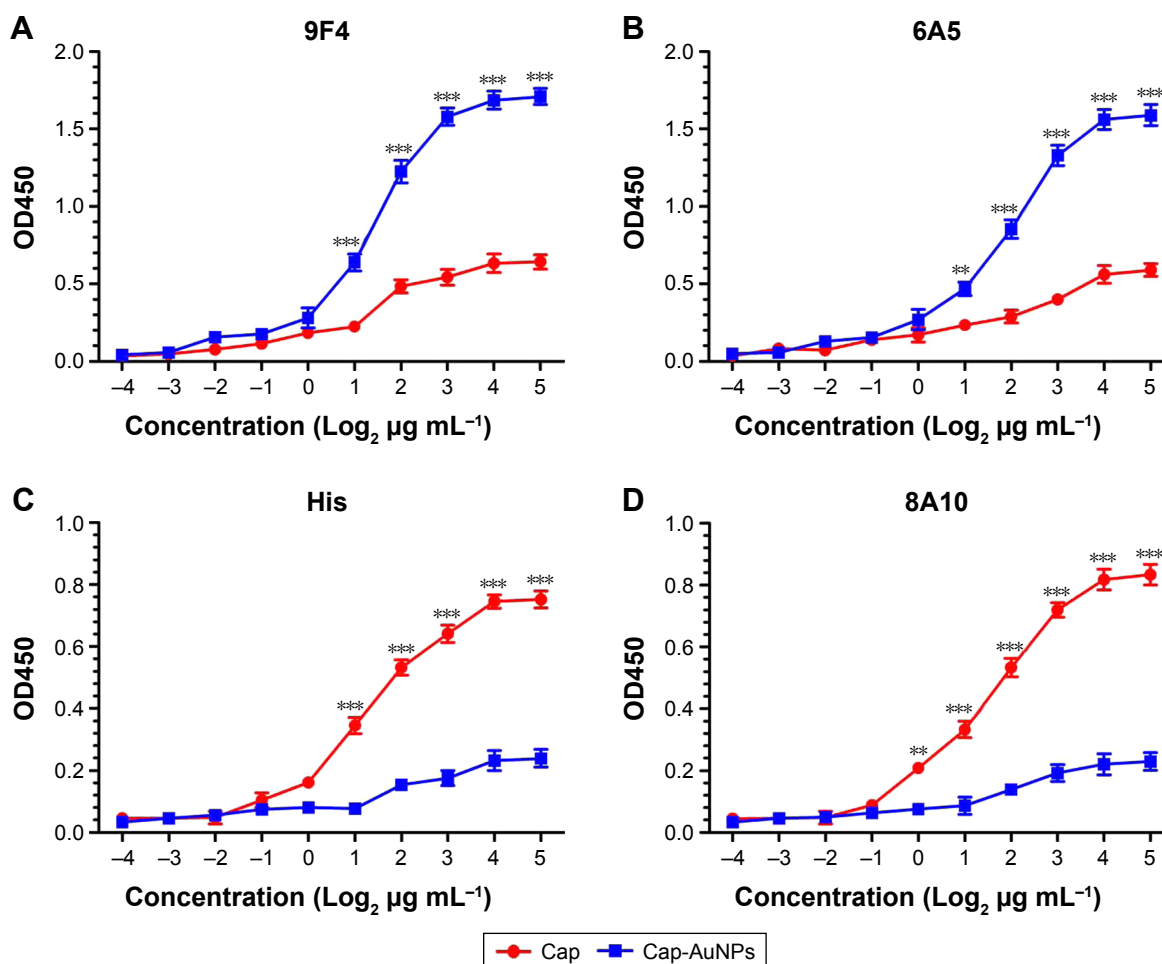 A
9F4
2.0
1.5
1.0
0.5
0.0
OD450
*** *** *** *** ***
–4 –3 –2 –1 0 1 2 3 4 5
Concentration (Log₂ µg mL⁻¹)
B
6A5
2.0
1.5
1.0
0.5
0.0
OD450
** *** *** *** ***
–4 –3 –2 –1 0 1 2 3 4 5
Concentration (Log₂ µg mL⁻¹)
C
His
1.0
0.8
0.6
0.4
0.2
0.0
OD450
*** *** *** *** ***
–4 –3 –2 –1 0 1 2 3 4 5
Concentration (Log₂ µg mL⁻¹)
D
8A10
1.0
0.8
0.6
0.4
0.2
0.0
OD450
** *** *** *** *** ***
–4 –3 –2 –1 0 1 2 3 4 5
Concentration (Log₂ µg mL⁻¹)
Cap Cap-AuNPs